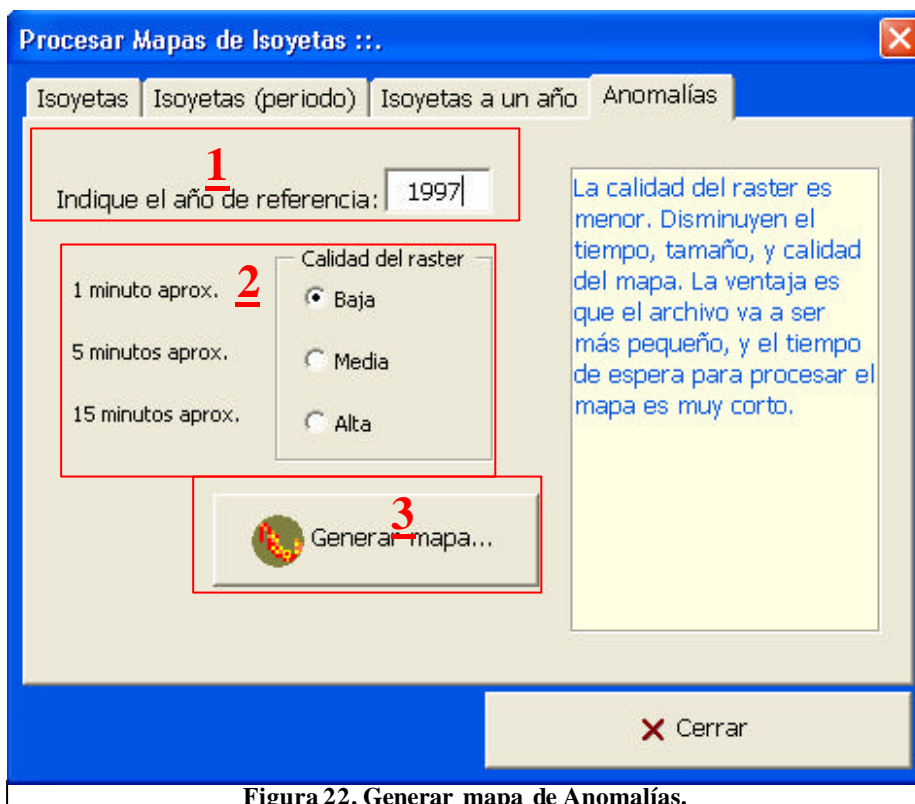 Procesar Mapas de Isoyetas ::.
Isoyetas
Isoyetas (periodo)
Isoyetas a un año
Anomalías
1
Indique el año de referencia: 1997
2
Calidad del raster
1 minuto aprox.
Baja
5 minutos aprox.
Media
15 minutos aprox.
Alta
3
Generar mapa...
La calidad del raster es
menor. Disminuyen el
tiempo, tamaño, y calidad
del mapa. La ventaja es
que el archivo va a ser
más pequeño, y el tiempo
de espera para procesar el
mapa es muy corto.
Cerrar
Figura 22. Generar mapa de Anomalías.